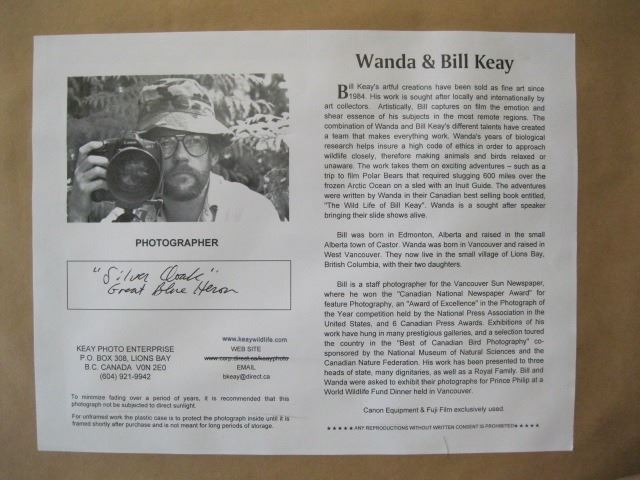 PHOTOGRAPHER
"Silver Cloak"
Great Blue Heron
KEAY PHOTO ENTERPRISE
P.O. BOX 308, LIONS BAY
B.C. CANADA V0N 2E0
(604) 921-9942
www.keaywildlife.com
WEB SITE
www.carp.direct.ca/keayphoto
EMAIL
bkeay@direct.ca
To minimize fading over a period of years, it is recommended that this
photograph not be subjected to direct sunlight.
For unframed work the plastic case is to protect the photograph inside until it is
framed shortly after purchase and is not meant for long periods of storage.
Wanda & Bill Keay
Bill Keay's artful creations have been sold as fine art since
1984. His work is sought after locally and internationally by
art collectors. Artistically, Bill captures on film the emotion and
shear essence of his subjects in the most remote regions. The
combination of Wanda and Bill Keay's different talents have created
a team that makes everything work. Wanda's years of biological
research helps insure a high code of ethics in order to approach
wildlife closely, therefore making animals and birds relaxed or
unaware. The work takes them on exciting adventures – such as a
trip to film Polar Bears that required slugging 600 miles over the
frozen Arctic Ocean on a sled with an Inuit Guide. The adventures
were written by Wanda in their Canadian best selling book entitled,
"The Wild Life of Bill Keay". Wanda is a sought after speaker
bringing their slide shows alive.
Bill was born in Edmonton, Alberta and raised in the small
Alberta town of Castor. Wanda was born in Vancouver and raised in
West Vancouver. They now live in the small village of Lions Bay,
British Columbia, with their two daughters.
Bill is a staff photographer for the Vancouver Sun Newspaper,
where he won the "Canadian National Newspaper Award" for
feature Photography, an "Award of Excellence" in the Photograph of
the Year competition held by the National Press Association in the
United States, and 6 Canadian Press Awards. Exhibitions of his
work have hung in many prestigious galleries, and a selection toured
the country in the "Best of Canadian Bird Photography" co-
sponsored by the National Museum of Natural Sciences and the
Canadian Nature Federation. His work has been presented to three
heads of state, many dignitaries, as well as a Royal Family. Bill and
Wanda were asked to exhibit their photographs for Prince Philip at a
World Wildlife Fund Dinner held in Vancouver.
Canon Equipment & Fuji Film exclusively used.
★★★★★ANY REPRODUCTIONS WITHOUT WRITTEN CONSENT IS PROHIBITED★★★★★